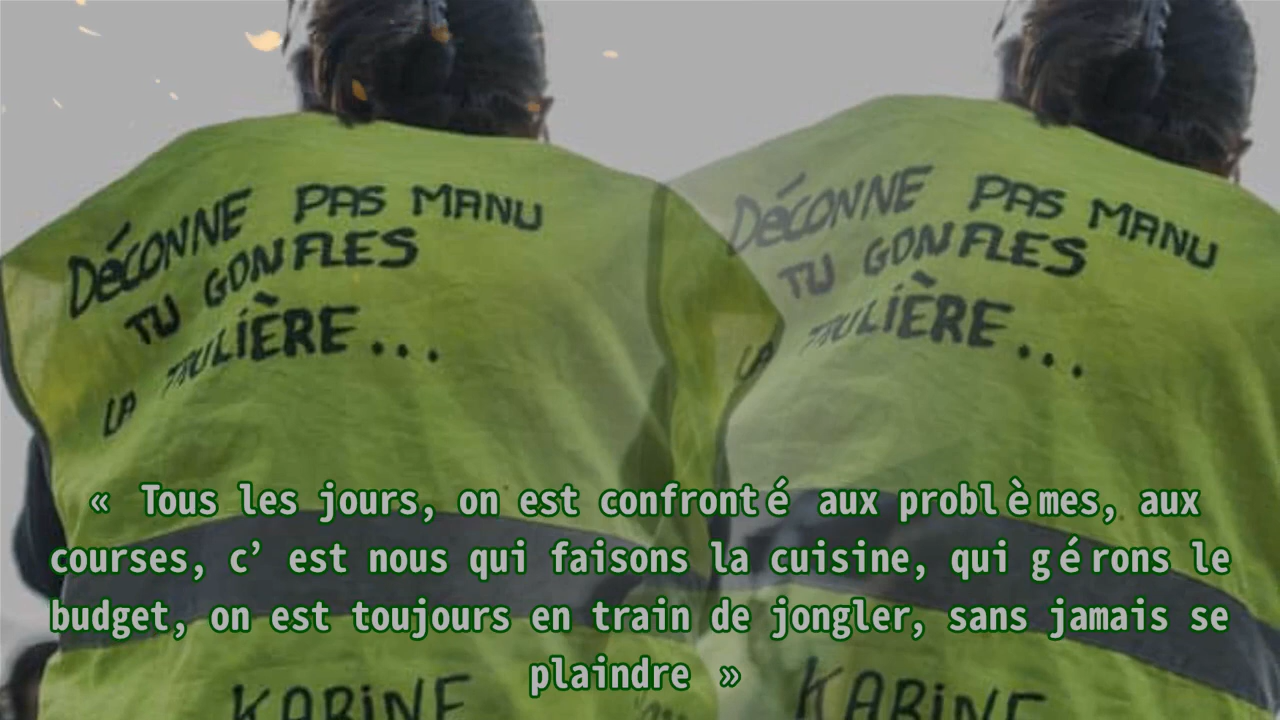 DéCONNE PAS MANU
TU GONFLES
LA TAULIÈRE...
KARINE
DéCONNE PAS MANU
TU GONFLES
LA TAULIÈRE...
KARINE
« Tous les jours, on est confronté aux problèmes, aux
courses, c’ est nous qui faisons la cuisine, qui gérons le
budget, on est toujours en train de jongler, sans jamais se
plaindre »